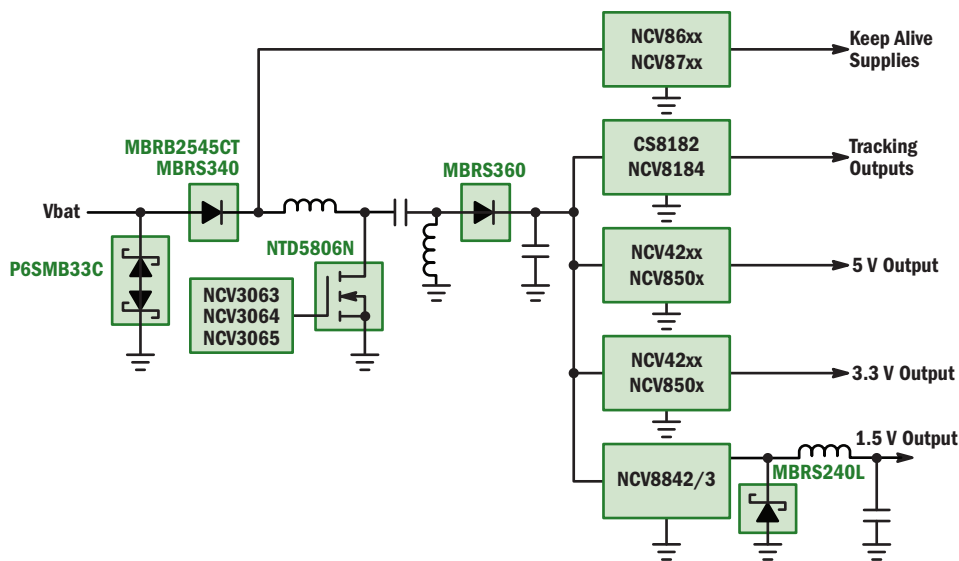 NCV86xx
NCV87xx
Keep Alive
Supplies
MBRB2545CT
MBRS340
MBRS360
CS8182
NCV8184
Tracking
Outputs
Vbat
P6SMB33C
NTD5806N
NCV3063
NCV3064
NCV3065
NCV42xx
NCV850x
5 V Output
NCV42xx
NCV850x
3.3 V Output
NCV8842/3
1.5 V Output
MBRS240L